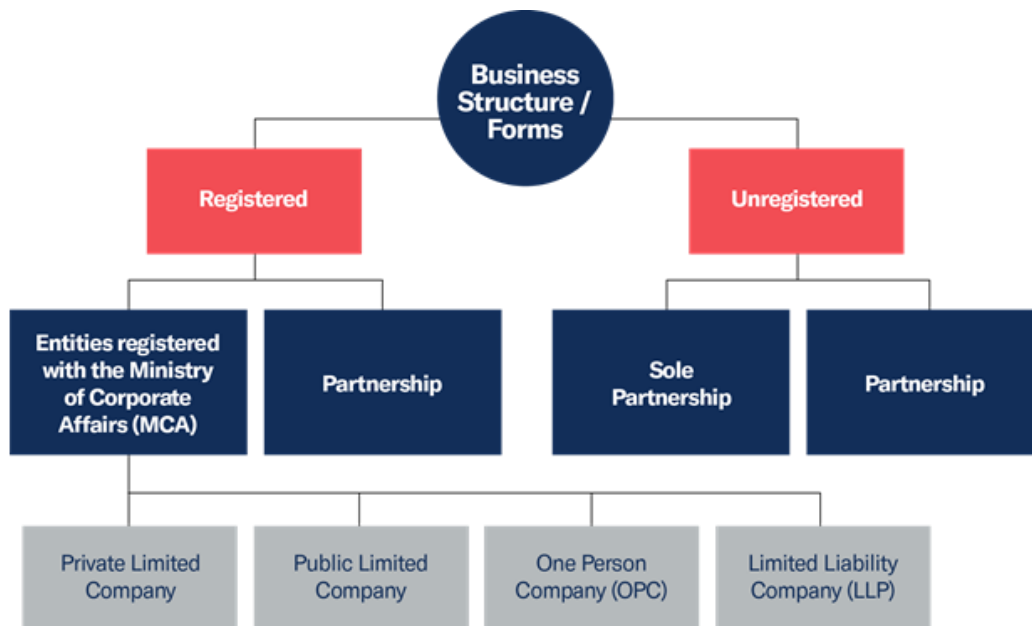 Business
Structure /
Forms
Registered
Unregistered
Entities registered
with the Ministry
of Corporate
Affairs (MCA)
Partnership
Sole
Partnership
Partnership
Private Limited
Company
Public Limited
Company
One Person
Company (OPC)
Limited Liability
Company (LLP)